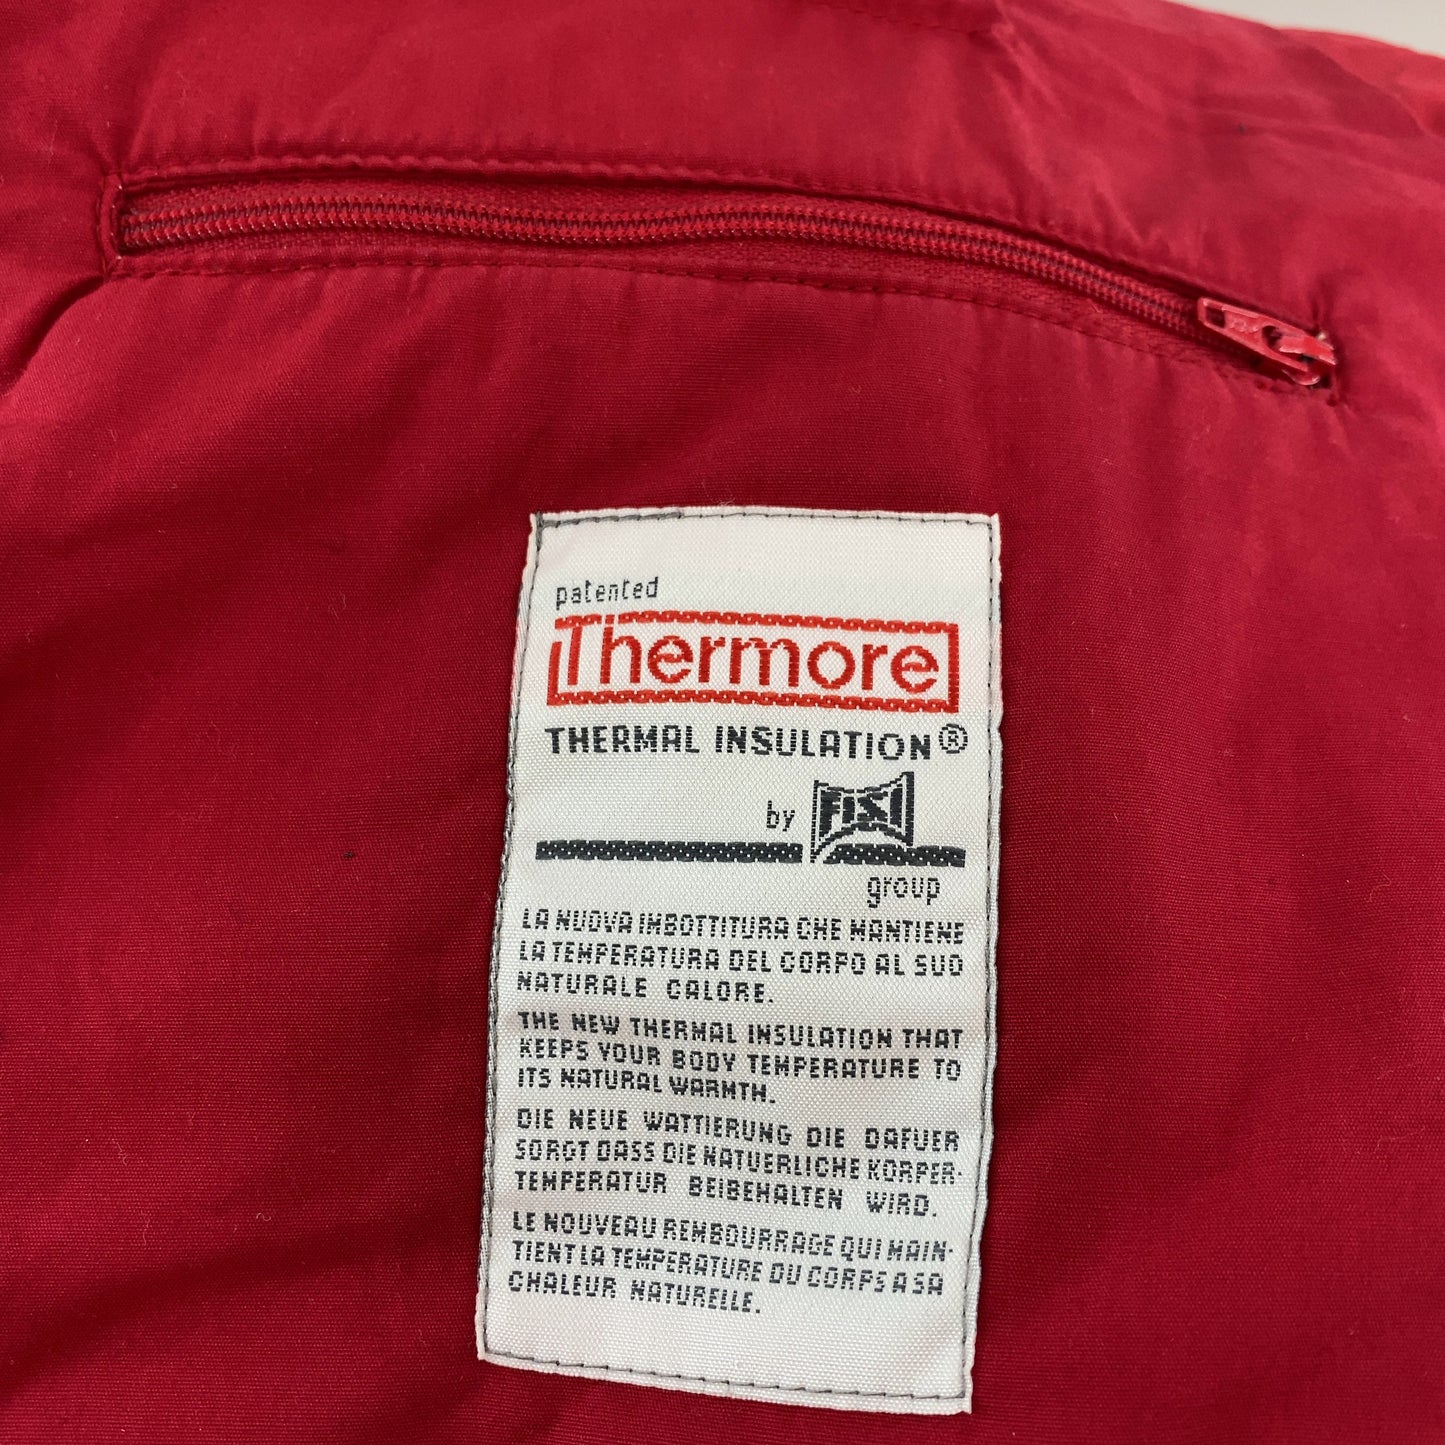 patented
Thermore
THERMAL INSULATION®
by FISI
group
LA NUOVA IMBOTTITURA CHE MANTIENE
LA TEMPERATURA DEL CORPO AL SUO
NATURALE CALORE.
THE NEW THERMAL INSULATION THAT
KEEPS YOUR BODY TEMPERATURE TO
ITS NATURAL WARMTH.
DIE NEUE WATTIERUNG DIE DAFUER
SORGT DASS DIE NATUERLICHE KORPER-
TEMPERATUR BEIBEHALTEN WIRD.
LE NOUVEAU REMBOURRAGE QUI MAIN-
TIENT LA TEMPERATURE DU CORPS A SA
CHALEUR NATURELLE.